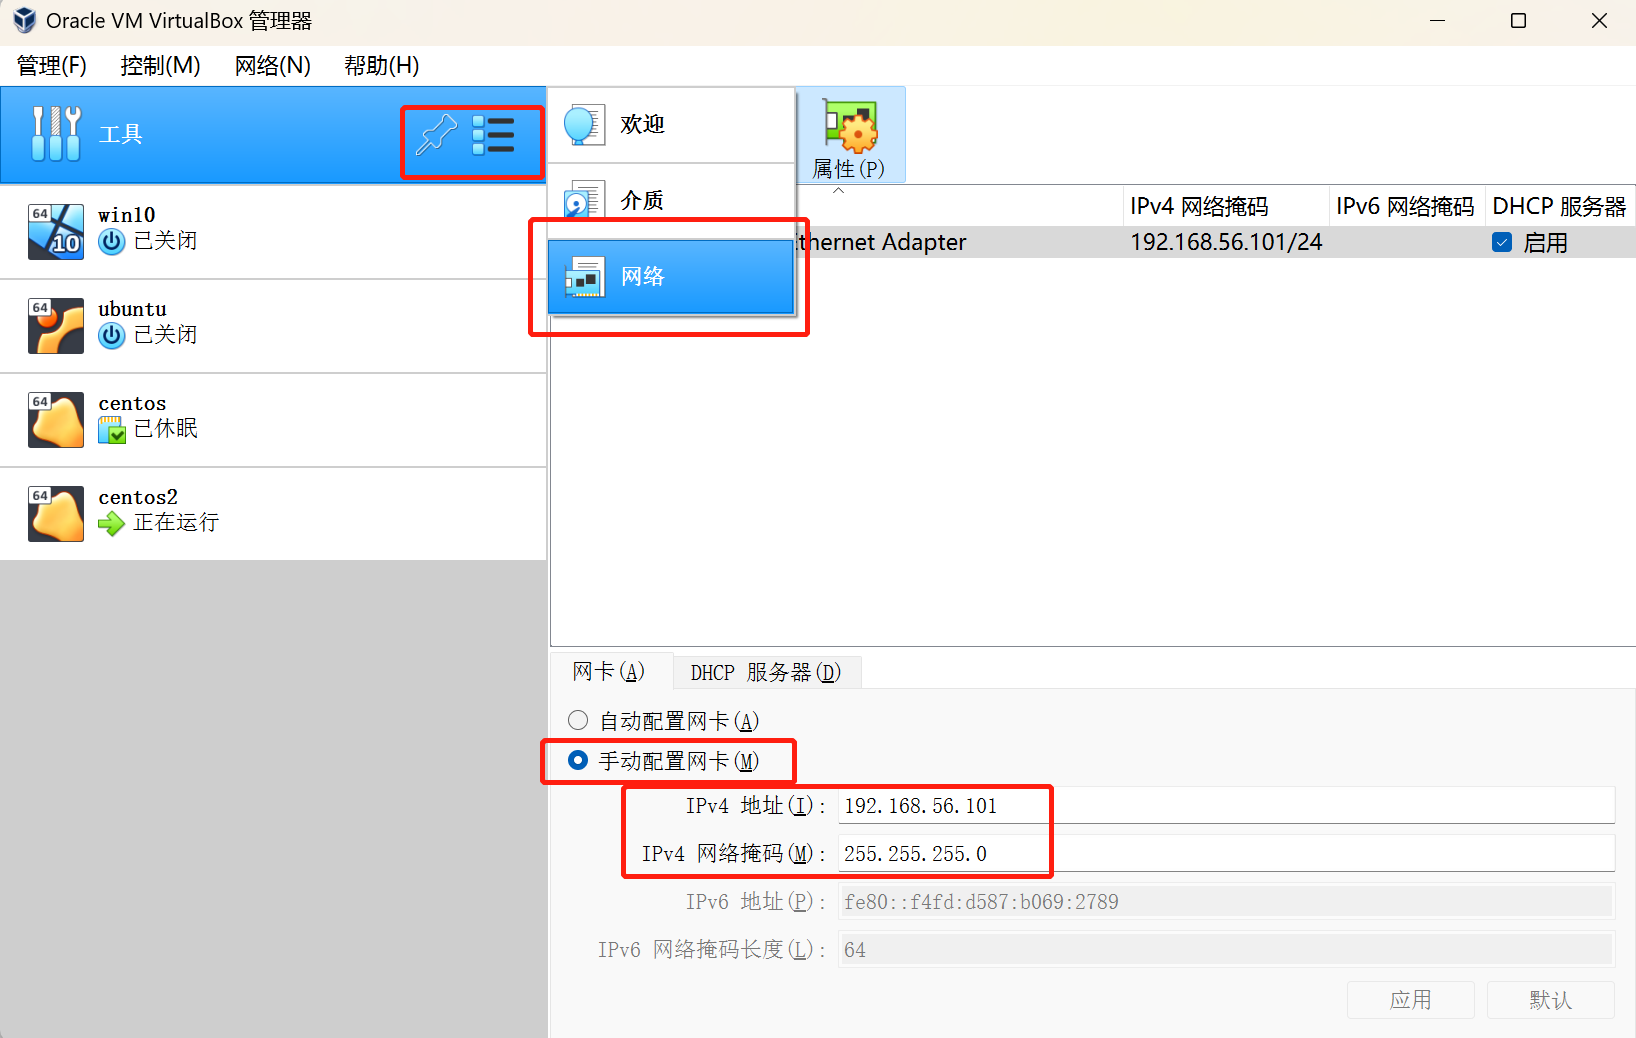 Oracle VM VirtualBox 管理器
管理(F) 控制(M) 网络(N) 帮助(H)
工具
欢迎
介质
网络
属性(P)
IPv4 网络掩码 IPv6 网络掩码 DHCP 服务器
thernet Adapter 192.168.56.101/24 启用
64 win10
10 已关闭
64 ubuntu
已关闭
64 centos
已休眠
64 centos2
正在运行
网卡(A) DHCP 服务器(D)
自动配置网卡(A)
手动配置网卡(M)
IPv4 地址(I): 192.168.56.101
IPv4 网络掩码(M): 255.255.255.0
IPv6 地址(P): fe80::f4fd:d587:b069:2789
IPv6 网络掩码长度(L): 64
应用 默认